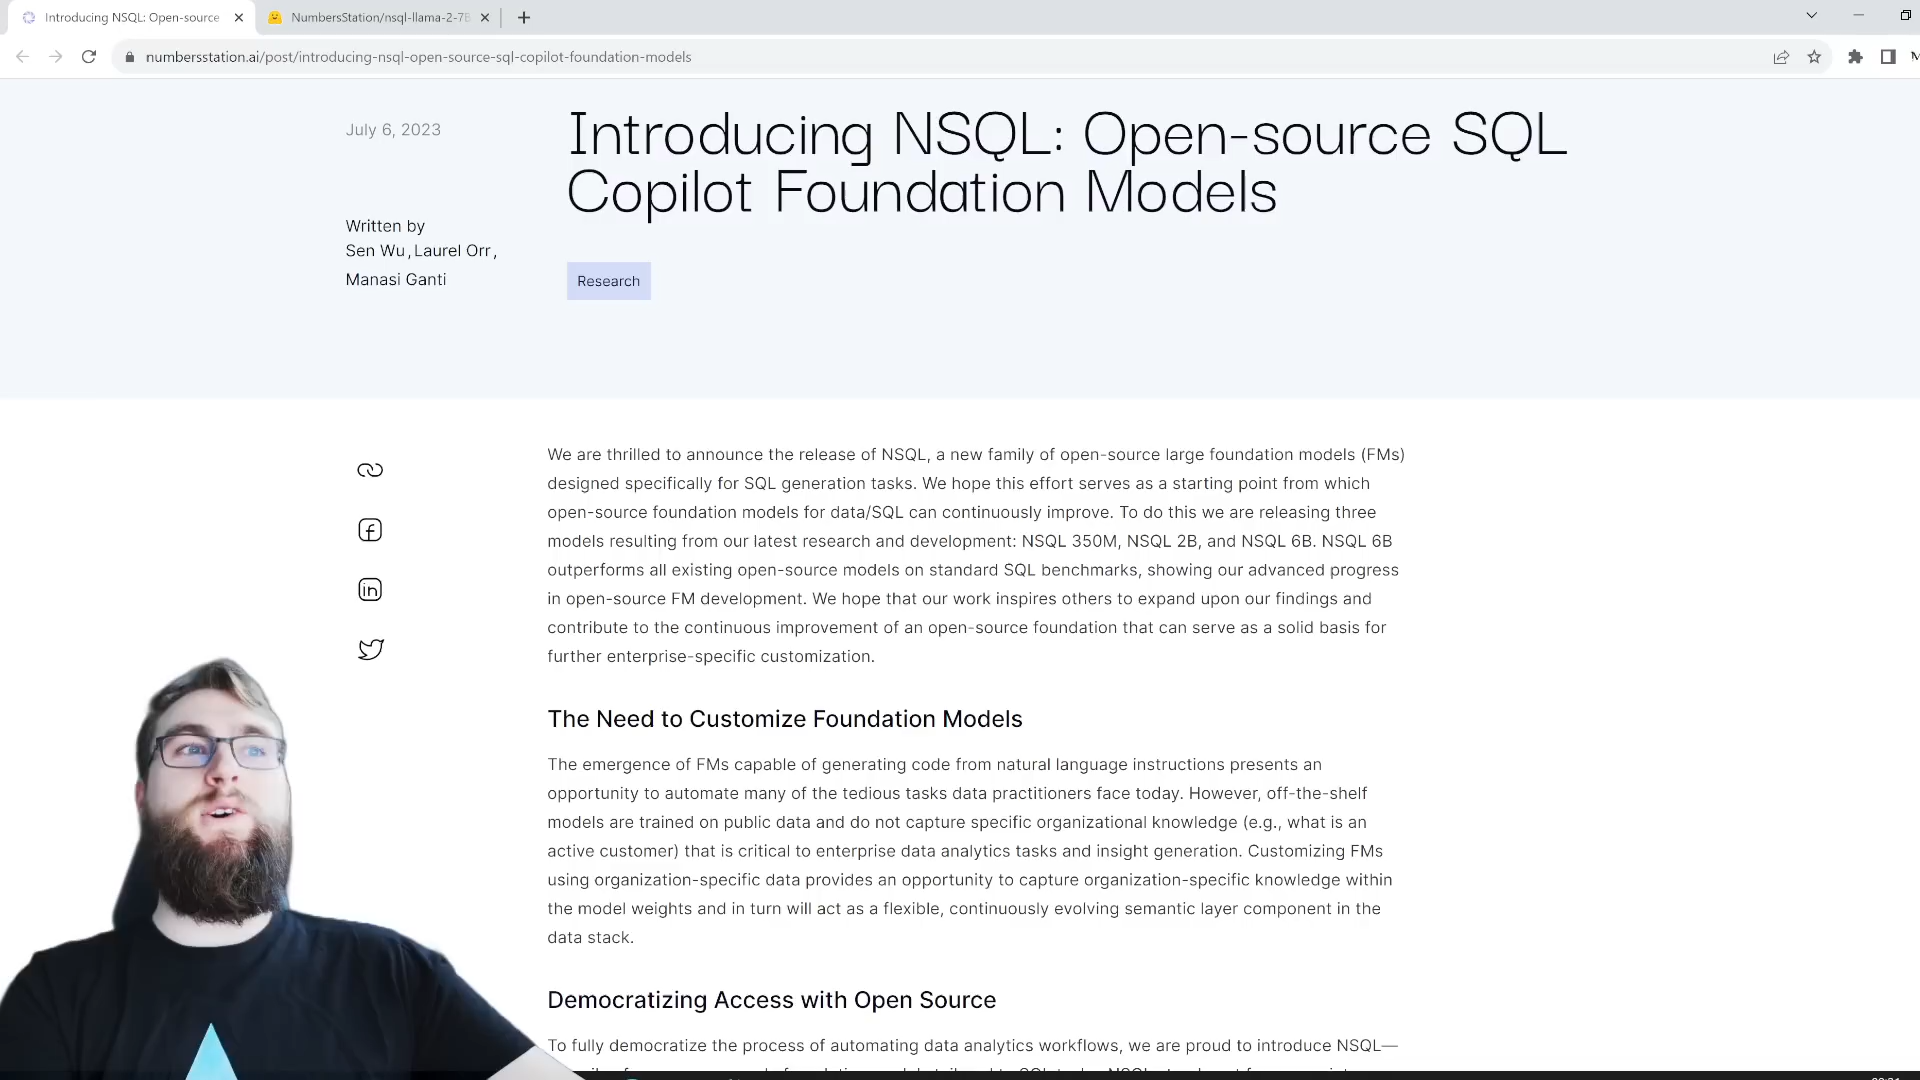 Introducing NSQL: Open-source
NumbersStation/nsql-llama-2-7B
numbersstation.ai/post/introducing-nsql-open-source-sql-copilot-foundation-models
July 6, 2023
Introducing NSQL: Open-source SQL
Copilot Foundation Models
Written by
Sen Wu, Laurel Orr,
Manasi Ganti
Research
We are thrilled to announce the release of NSQL, a new family of open-source large foundation models (FMs)
designed specifically for SQL generation tasks. We hope this effort serves as a starting point from which
open-source foundation models for data/SQL can continuously improve. To do this we are releasing three
models resulting from our latest research and development: NSQL 350M, NSQL 2B, and NSQL 6B. NSQL 6B
outperforms all existing open-source models on standard SQL benchmarks, showing our advanced progress
in open-source FM development. We hope that our work inspires others to expand upon our findings and
contribute to the continuous improvement of an open-source foundation that can serve as a solid basis for
further enterprise-specific customization.
The Need to Customize Foundation Models
The emergence of FMs capable of generating code from natural language instructions presents an
opportunity to automate many of the tedious tasks data practitioners face today. However, off-the-shelf
models are trained on public data and do not capture specific organizational knowledge (e.g., what is an
active customer) that is critical to enterprise data analytics tasks and insight generation. Customizing FMs
using organization-specific data provides an opportunity to capture organization-specific knowledge within
the model weights and in turn will act as a flexible, continuously evolving semantic layer component in the
data stack.
Democratizing Access with Open Source
To fully democratize the process of automating data analytics workflows, we are proud to introduce NSQL—